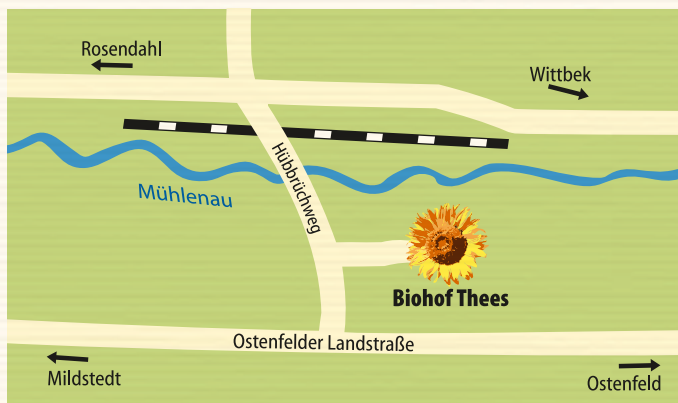 Rosendahl
Wittbek
Hübbrüchweg
Mühlenau
Biohof Thees
Ostenfelder Landstraße
Mildstedt
Ostenfeld